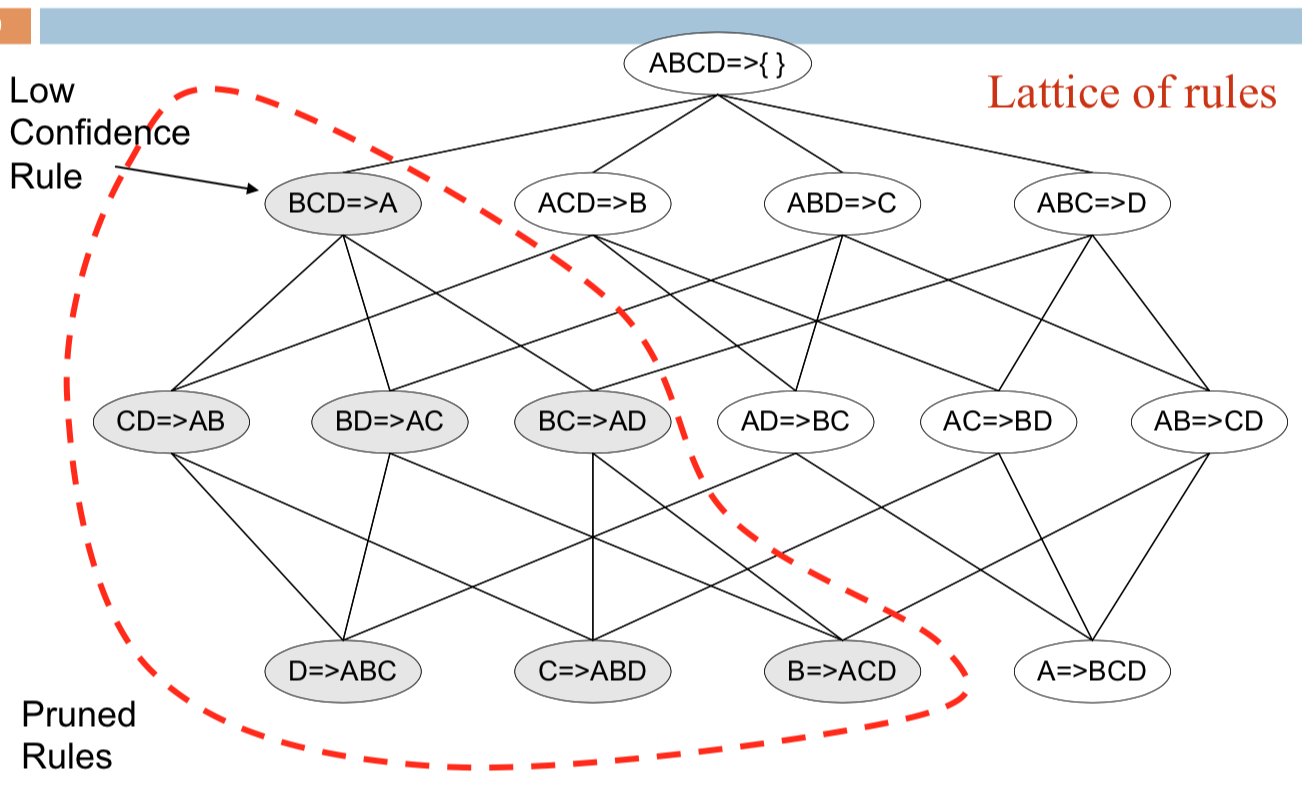 ABCD=>{ }
Lattice of rules
Low
Confidence
Rule
BCD=>A
ACD=>B
ABD=>C
ABC=>D
CD=>AB
BD=>AC
BC=>AD
AD=>BC
AC=>BD
AB=>CD
D=>ABC
C=>ABD
B=>ACD
A=>BCD
Pruned
Rules